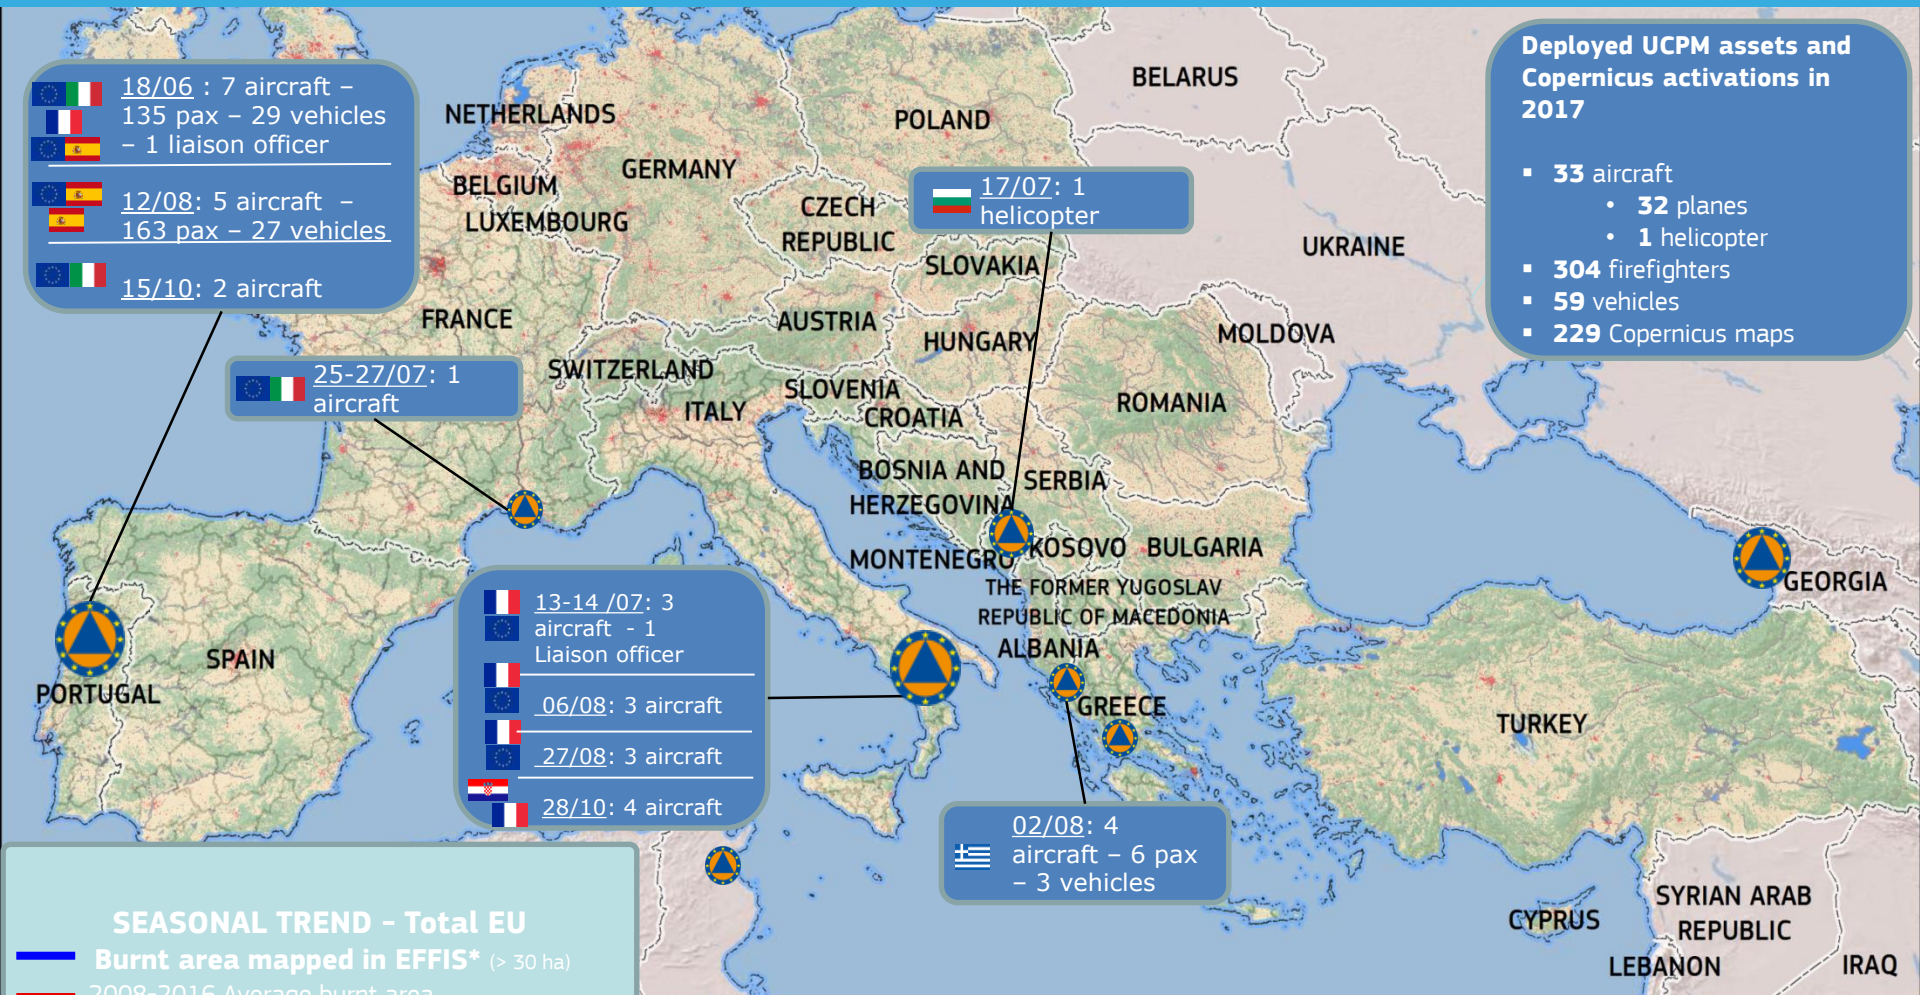 18/06 : 7 aircraft –
135 pax – 29 vehicles
– 1 liaison officer
12/08: 5 aircraft –
163 pax – 27 vehicles
15/10: 2 aircraft
Deployed UCPM assets and
Copernicus activations in
2017
▪ 33 aircraft
• 32 planes
• 1 helicopter
▪ 304 firefighters
▪ 59 vehicles
▪ 229 Copernicus maps
17/07: 1
helicopter
25-27/07: 1
aircraft
13-14 /07: 3
aircraft - 1
Liaison officer
06/08: 3 aircraft
27/08: 3 aircraft
28/10: 4 aircraft
02/08: 4
aircraft – 6 pax
– 3 vehicles
NETHERLANDS
BELGIUM
LUXEMBOURG
GERMANY
POLAND
BELARUS
CZECH
REPUBLIC
SLOVAKIA
UKRAINE
FRANCE
SWITZERLAND
AUSTRIA
HUNGARY
MOLDOVA
SLOVENIA
ITALY
CROATIA
ROMANIA
BOSNIA AND
HERZEGOVINA
SERBIA
MONTENEGRO
KOSOVO
BULGARIA
THE FORMER YUGOSLAV
REPUBLIC OF MACEDONIA
ALBANIA
GREECE
GEORGIA
SPAIN
PORTUGAL
TURKEY
CYPRUS
SYRIAN ARAB
REPUBLIC
LEBANON
IRAQ
SEASONAL TREND – Total EU
Burnt area mapped in EFFIS* (> 30 ha)
2008-2016 Average burnt area